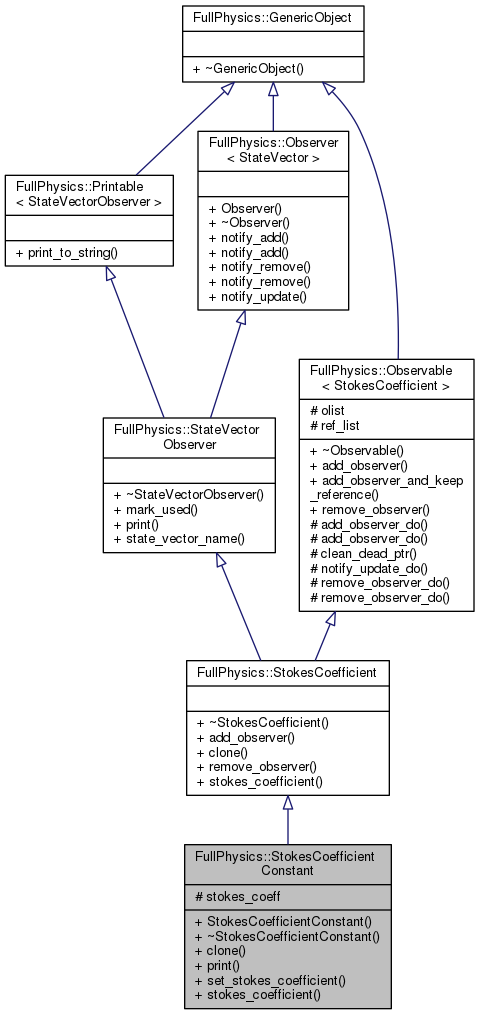 FullPhysics::GenericObject
+ ~GenericObject()
FullPhysics::Observer
< StateVector >
+ Observer()
+ ~Observer()
+ notify_add()
+ notify_add()
+ notify_remove()
+ notify_remove()
+ notify_update()
FullPhysics::Printable
< StateVectorObserver >
+ print_to_string()
FullPhysics::Observable
< StokesCoefficient >
# olist
# ref_list
+ ~Observable()
+ add_observer()
+ add_observer_and_keep
_reference()
+ remove_observer()
# add_observer_do()
# add_observer_do()
# clean_dead_ptr()
# notify_update_do()
# remove_observer_do()
# remove_observer_do()
FullPhysics::StateVector
Observer
+ ~StateVectorObserver()
+ mark_used()
+ print()
+ state_vector_name()
FullPhysics::StokesCoefficient
+ ~StokesCoefficient()
+ add_observer()
+ clone()
+ remove_observer()
+ stokes_coefficient()
FullPhysics::StokesCoefficient
Constant
# stokes_coeff
+ StokesCoefficientConstant()
+ ~StokesCoefficientConstant()
+ clone()
+ print()
+ set_stokes_coefficient()
+ stokes_coefficient()